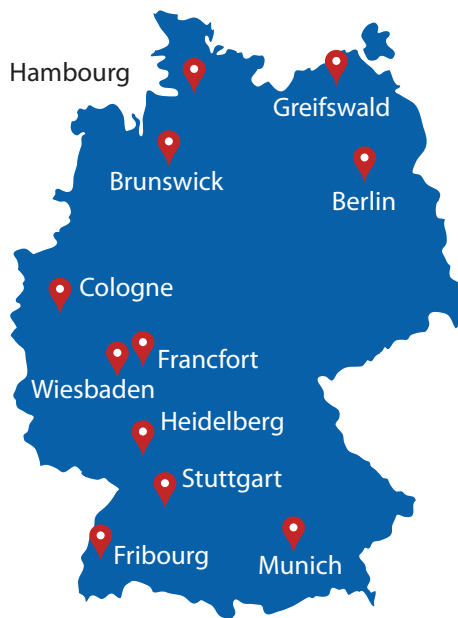 Hambourg
Greifswald
Brunswick
Berlin
Cologne
Francfort
Wiesbaden
Heidelberg
Stuttgart
Fribourg
Munich